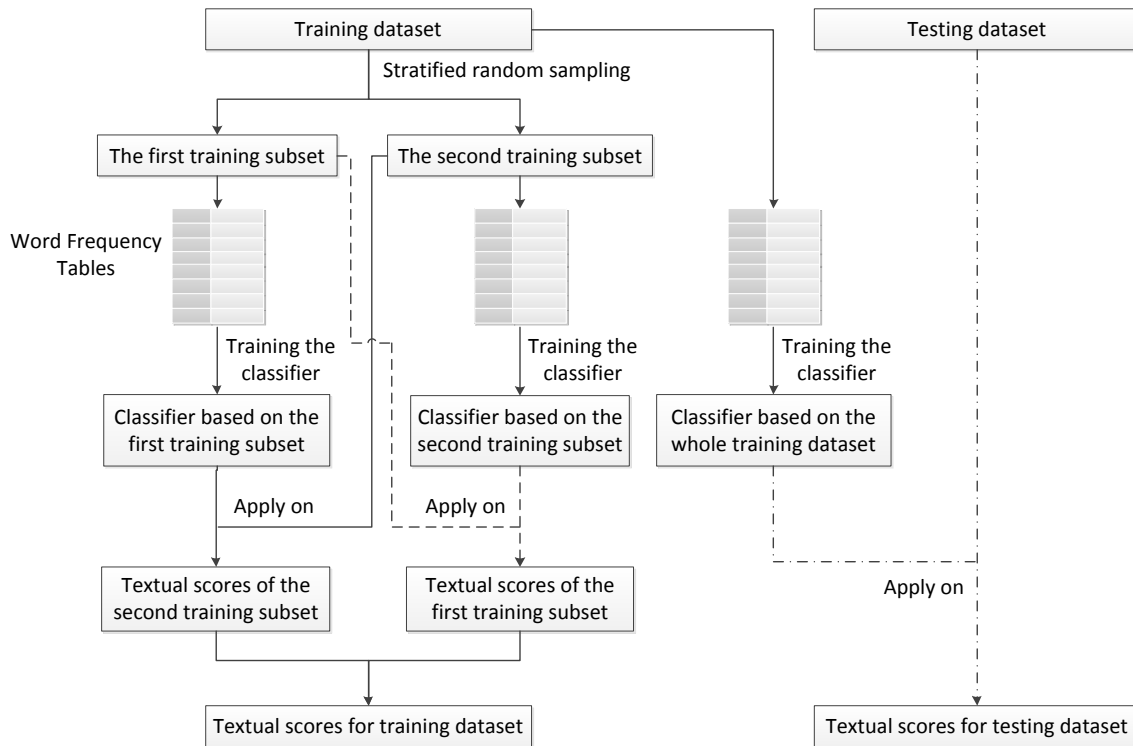 Training dataset
Testing dataset
Stratified random sampling
The first training subset
The second training subset
Word Frequency
Tables
Training the
classifier
Training the
classifier
Training the
classifier
Classifier based on the
first training subset
Classifier based on the
second training subset
Classifier based on the
whole training dataset
Apply on
Apply on
Textual scores of the
second training subset
Textual scores of the
first training subset
Apply on
Textual scores for training dataset
Textual scores for testing dataset